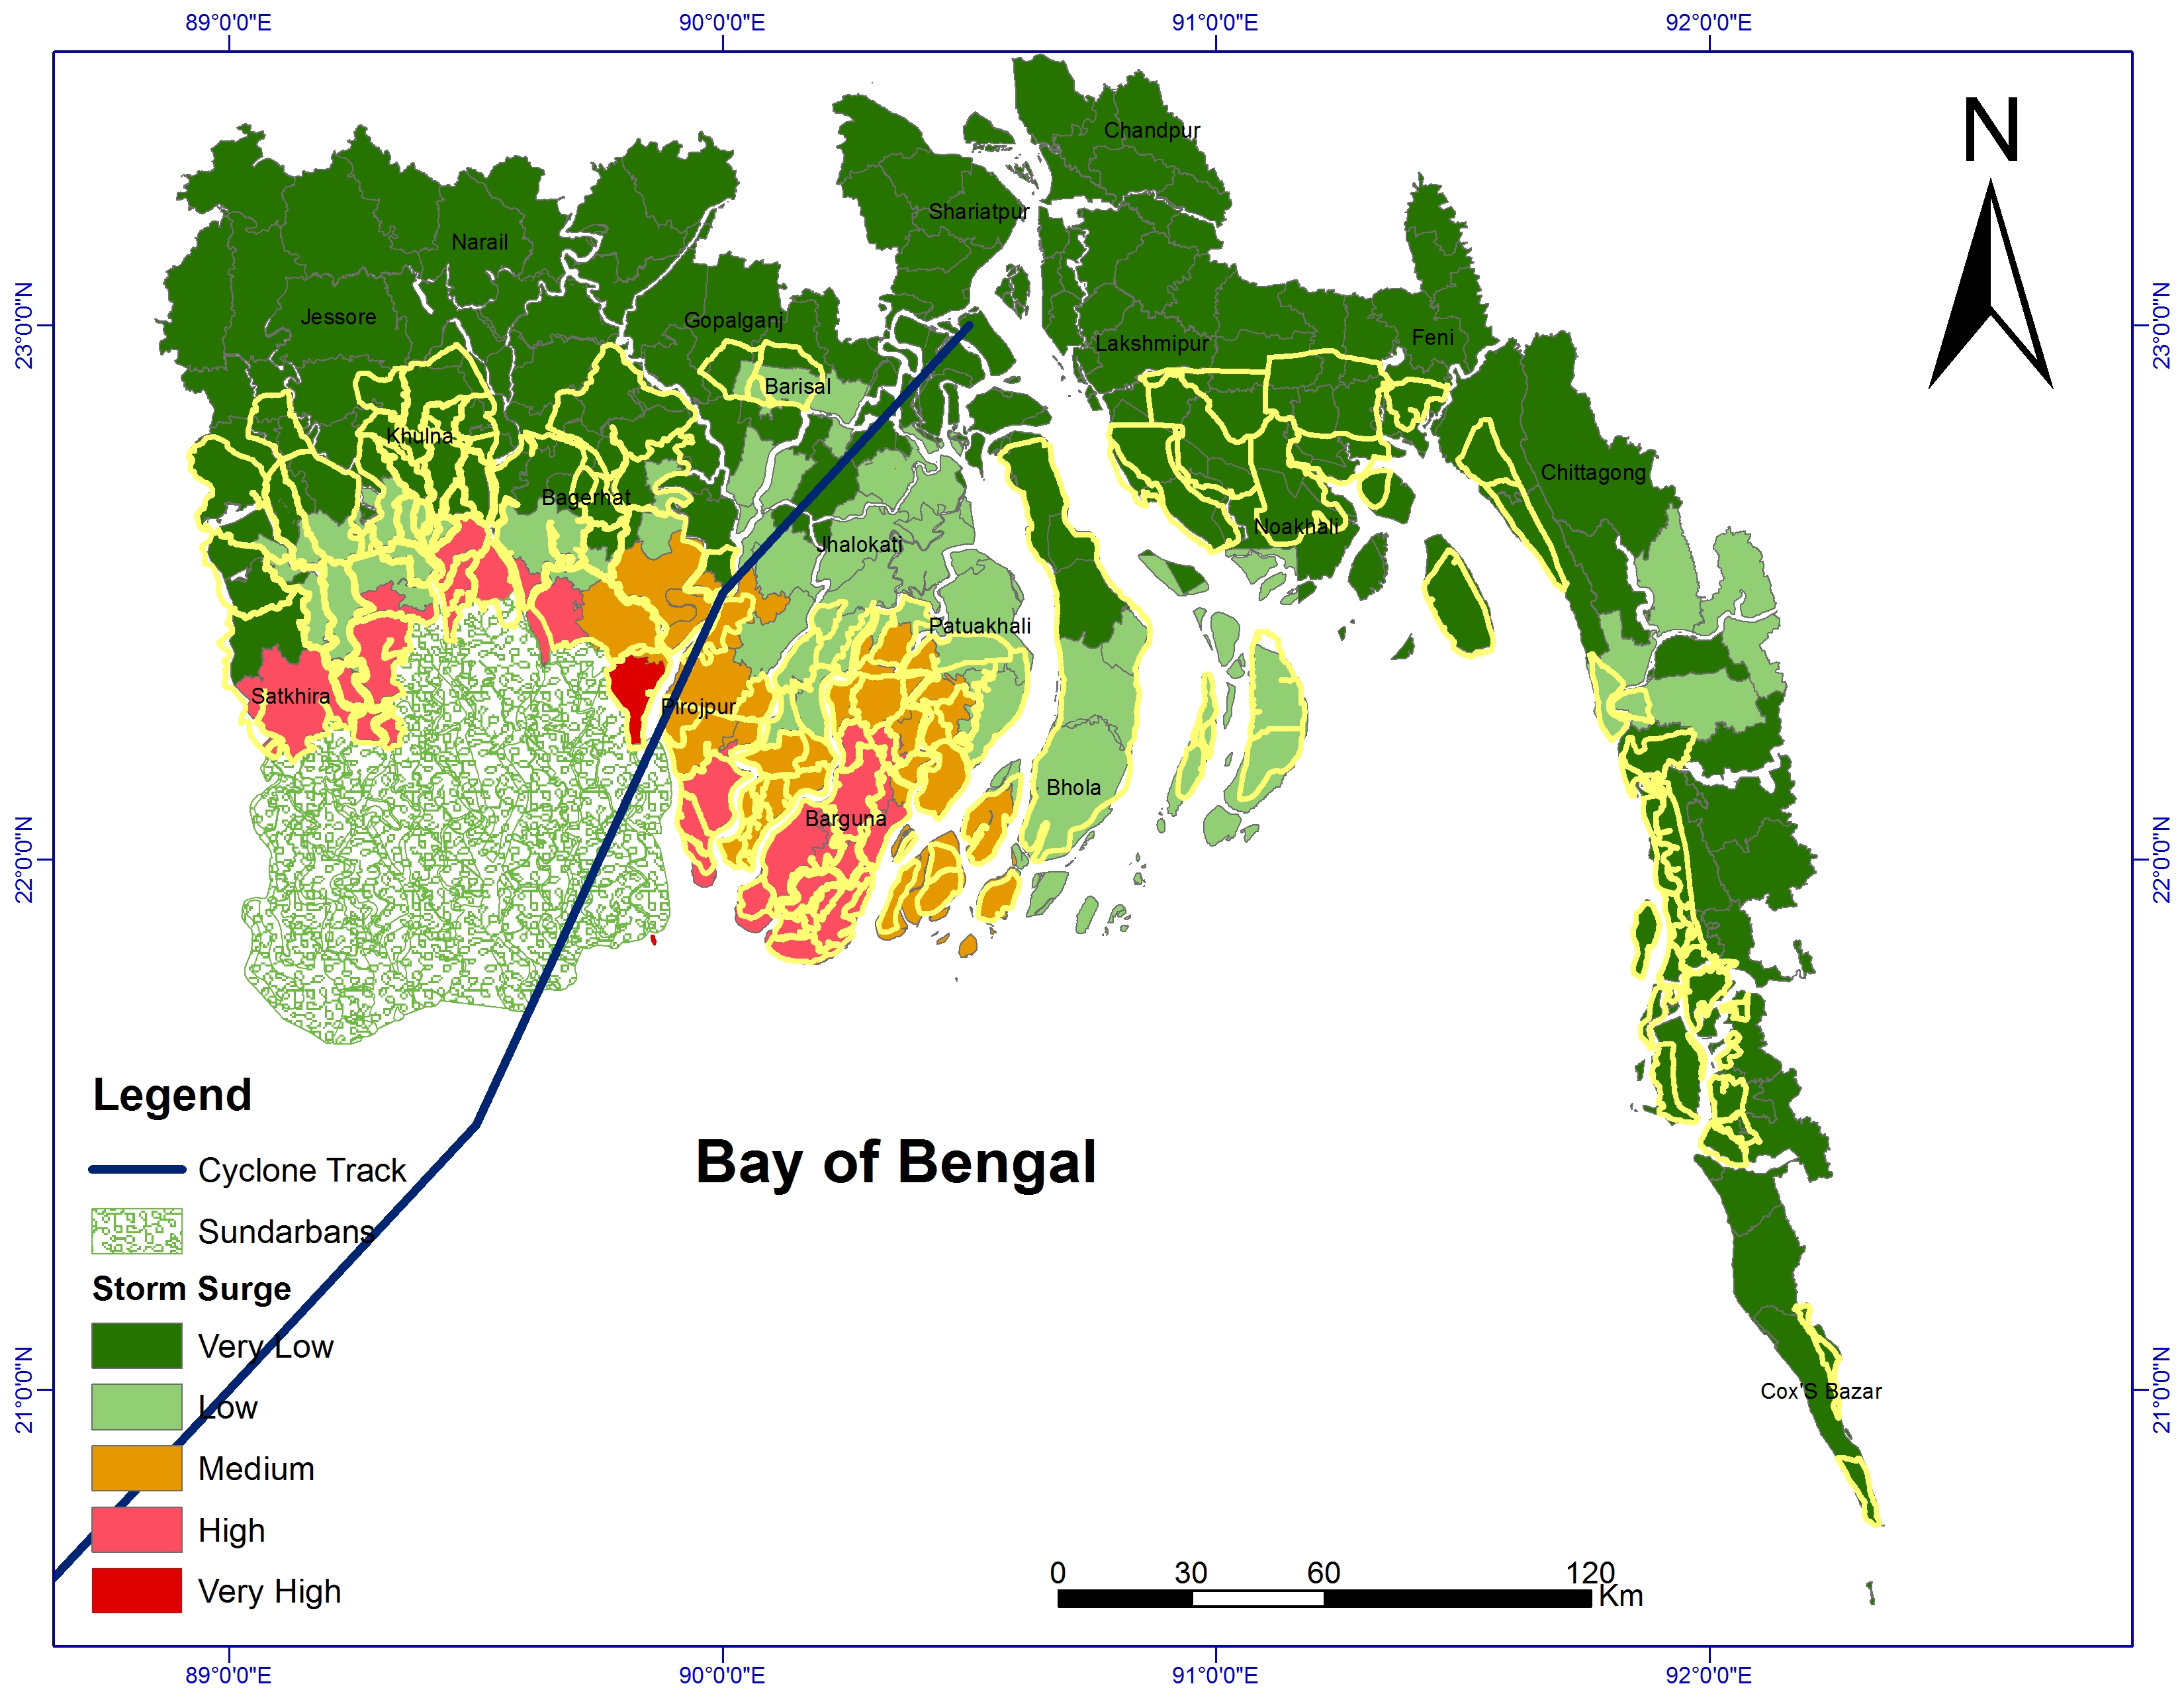 89°0'0"E 90°0'0"E 91°0'0"E 92°0'0"E
N
Chandpur
Shariatpur
Narail
23°0'0"N
23°0'0"N
Jessore
Gopalganj
Lakshmipur
Feni
Barisal
Khulna
Chittagong
Bagerhat
Noakhali
Jhalokati
Patuakhali
Satkhira
Pirojpur
Bhola
Barguna
22°0'0"N
22°0'0"N
Legend
Cyclone Track
Sundarbans
Storm Surge
Very Low
Low
Medium
High
Very High
Bay of Bengal
21°0'0"N
21°0'0"N
Cox'S Bazar
0 30 60 120
Km
89°0'0"E 90°0'0"E 91°0'0"E 92°0'0"E